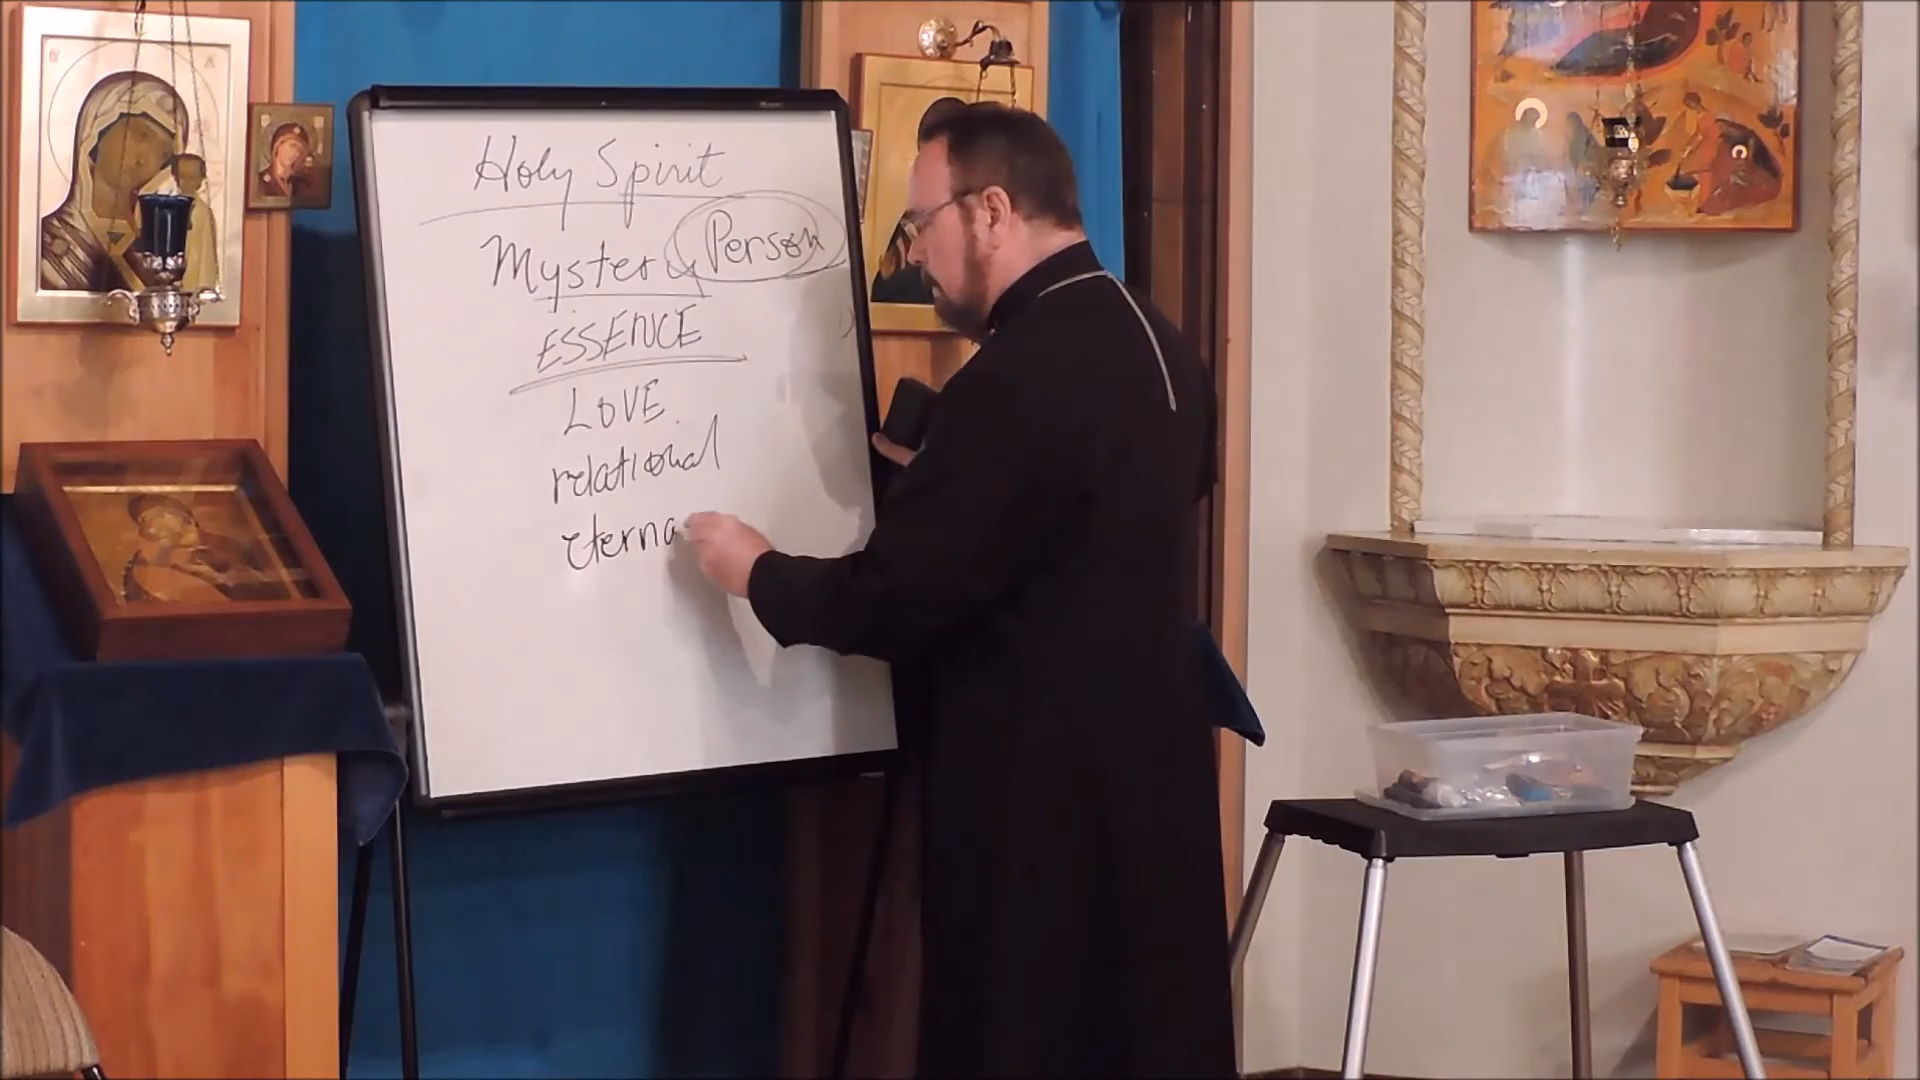 Holy Spirit
Mystery Person
ESSENCE
LOVE
relational
eterna